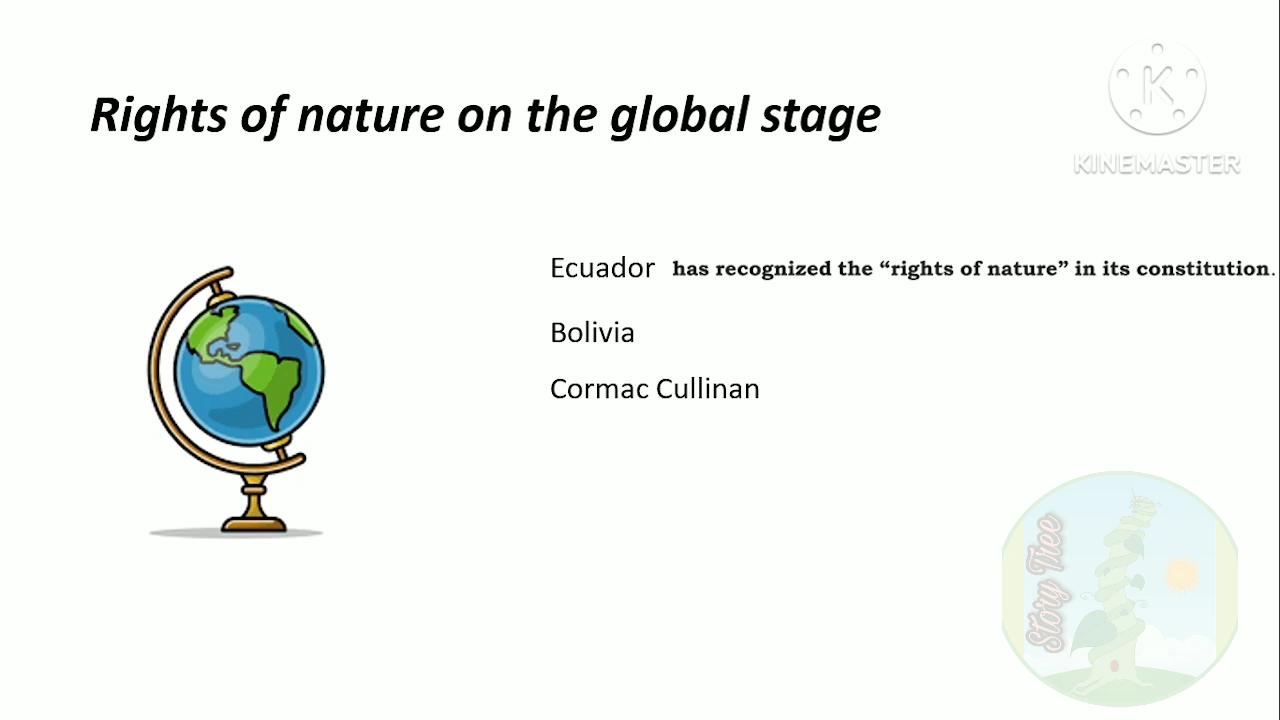 Rights of nature on the global stage
KINEMASTER
Ecuador has recognized the “rights of nature” in its constitution.
Bolivia
Cormac Cullinan
Story Tree